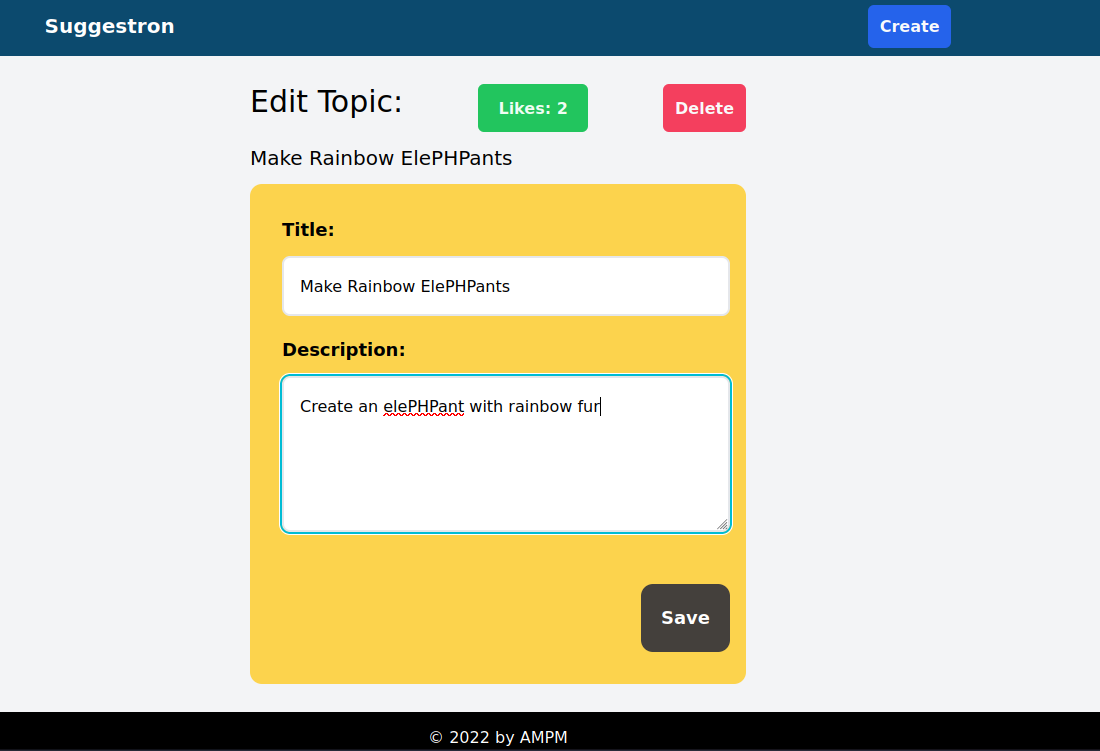 Suggestron
Create
Edit Topic:
Likes: 2
Delete
Make Rainbow ElePHPants
Title:
Make Rainbow ElePHPants
Description:
Create an elePHPant with rainbow fur
Save
© 2022 by AMPM